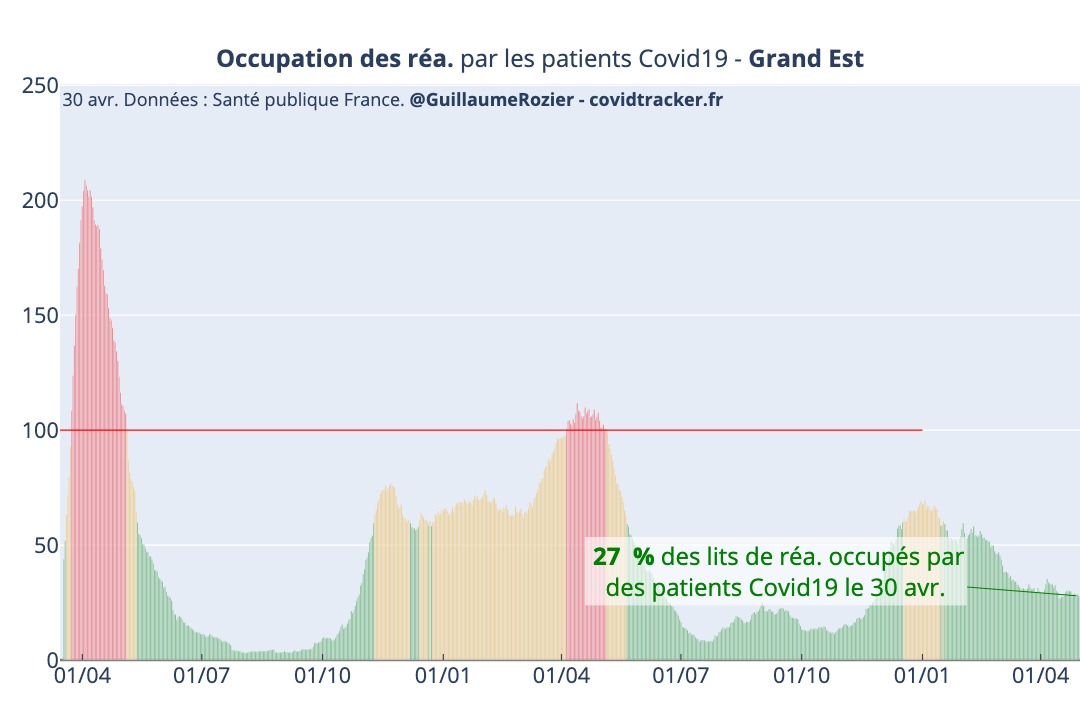 Occupation des réa. par les patients Covid19 - Grand Est
250
30 avr. Données : Santé publique France. @GuillaumeRozier - covidtracker.fr
200
150
100
50
27 % des lits de réa. occupés par
des patients Covid19 le 30 avr.
0
01/04 01/07 01/10 01/01 01/04 01/07 01/10 01/01 01/04